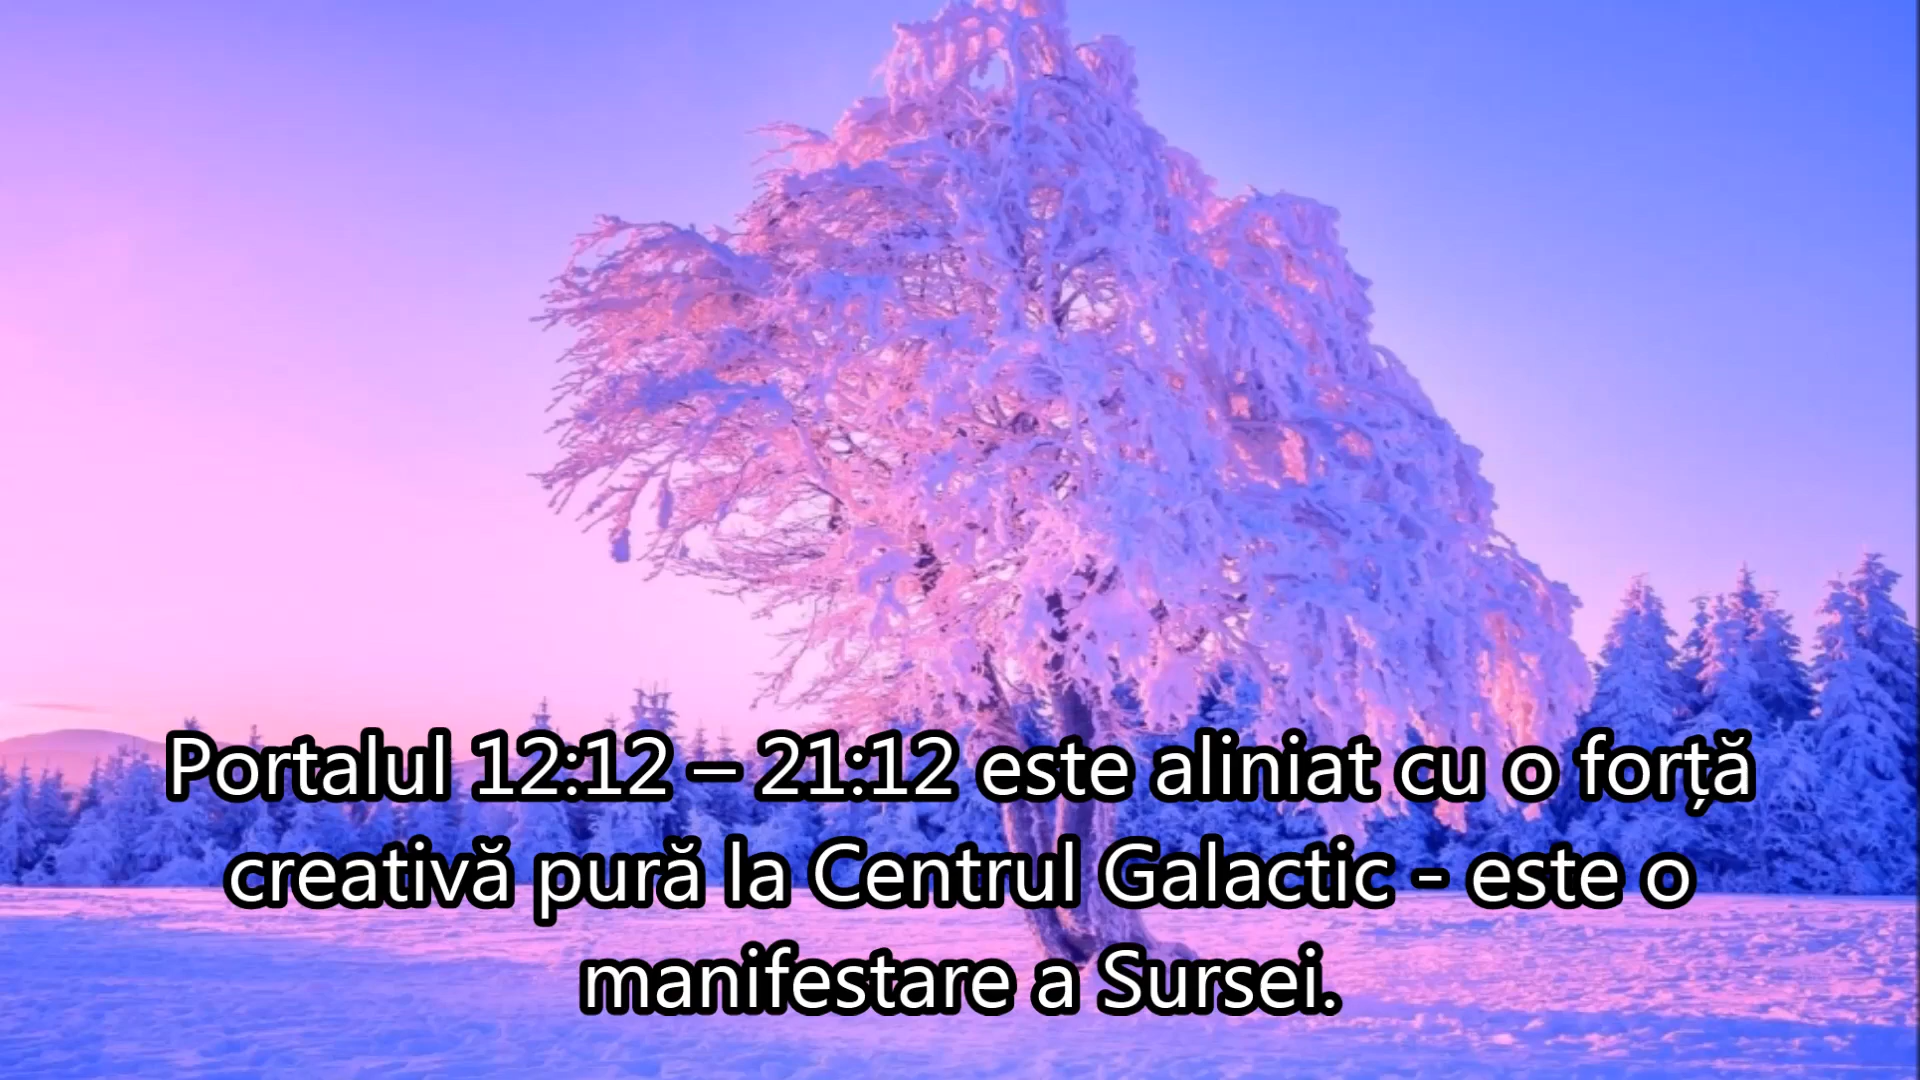 Portalul 12:12 – 21:12 este aliniat cu o forță
creativă pură la Centrul Galactic - este o
manifestare a Sursei.